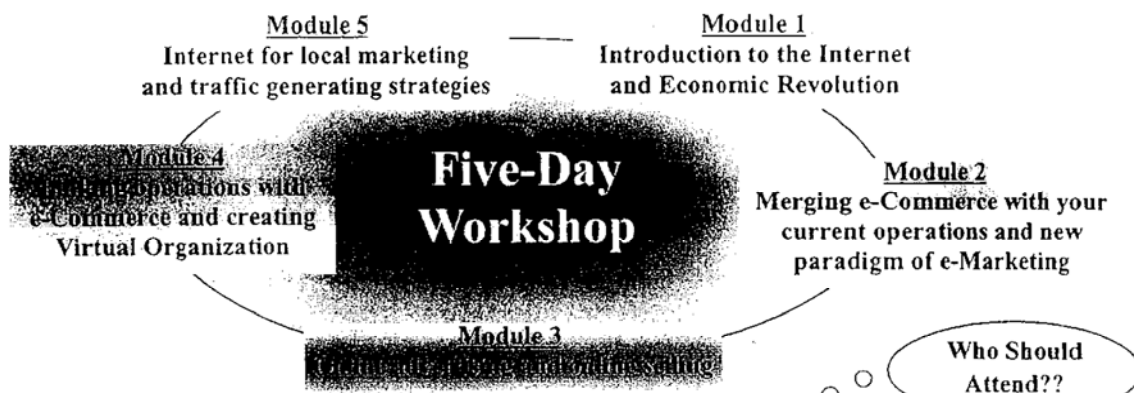 Module 5
Internet for local marketing
and traffic generating strategies
Module 1
Introduction to the Internet
and Economic Revolution
Five-Day
Workshop
Module 4
operations with
e-Commerce and creating
Virtual Organization
Module 2
Merging e-Commerce with your
current operations and new
paradigm of e-Marketing
Module 3
Who Should
Attend??